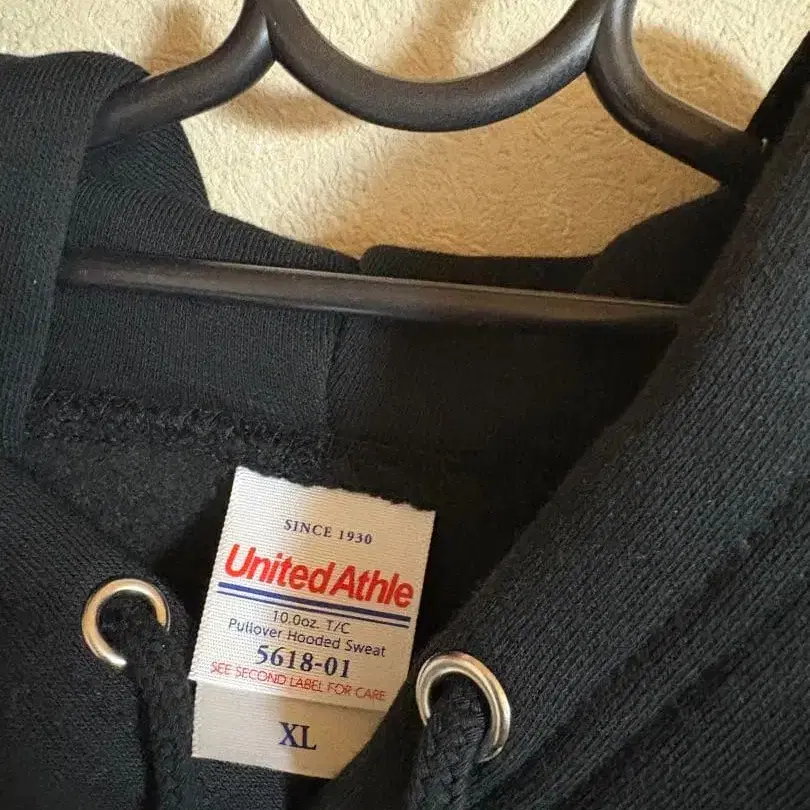 SINCE 1930
UnitedAthle
10.0oz. T/C
Pullover Hooded Sweat
5618-01
SEE SECOND LABEL FOR CARE
XL